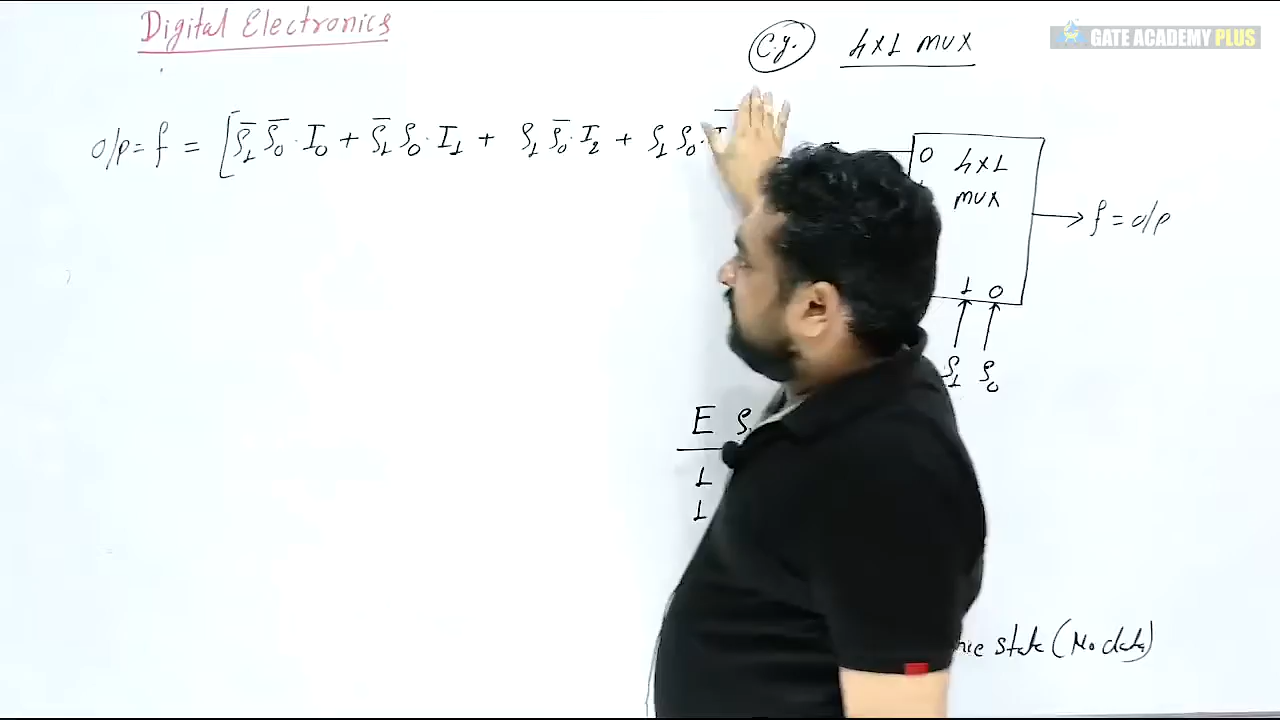 Digital Electronics
e.g. 4x1 MUX
GATE ACADEMY PLUS
o/p = f = [S̅₁ S̅₀ · I₀ + S̅₁ S₀ · I₁ + S₁ S̅₀ · I₂ + S₁ S₀ ·
0 4x1
MUX
f = o/p
1 0
S₁ S₀
E S
1
1
state (No data)